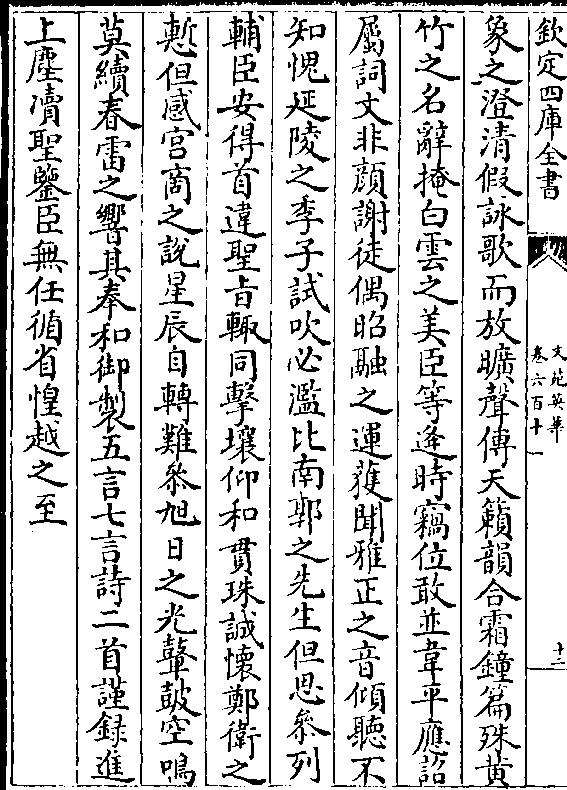 欽定四庫全書
文苑英華
卷六百十一
十二
象之澄清假詠歌而放曠聲傳天籟韻合霜鐘篇殊黄
竹之名辭掩白雲之美臣等逢時竊位敢並韋平應詔
屬詞文非顔謝徒偶昭融之運獲聞雅正之音傾聽不
知愧延陵之季子試吹必濫比南郭之先生但思叅列
輔臣安得首違聖旨輙同擊壤仰和貫珠誠懷鄭衛之
慙但感宫商之說星辰自轉難叅旭日之光鼙鼓空鳴
莫續春雷之響其奉和御製五言七言詩二首謹録進
上塵瀆聖鑒臣無任循省惶越之至